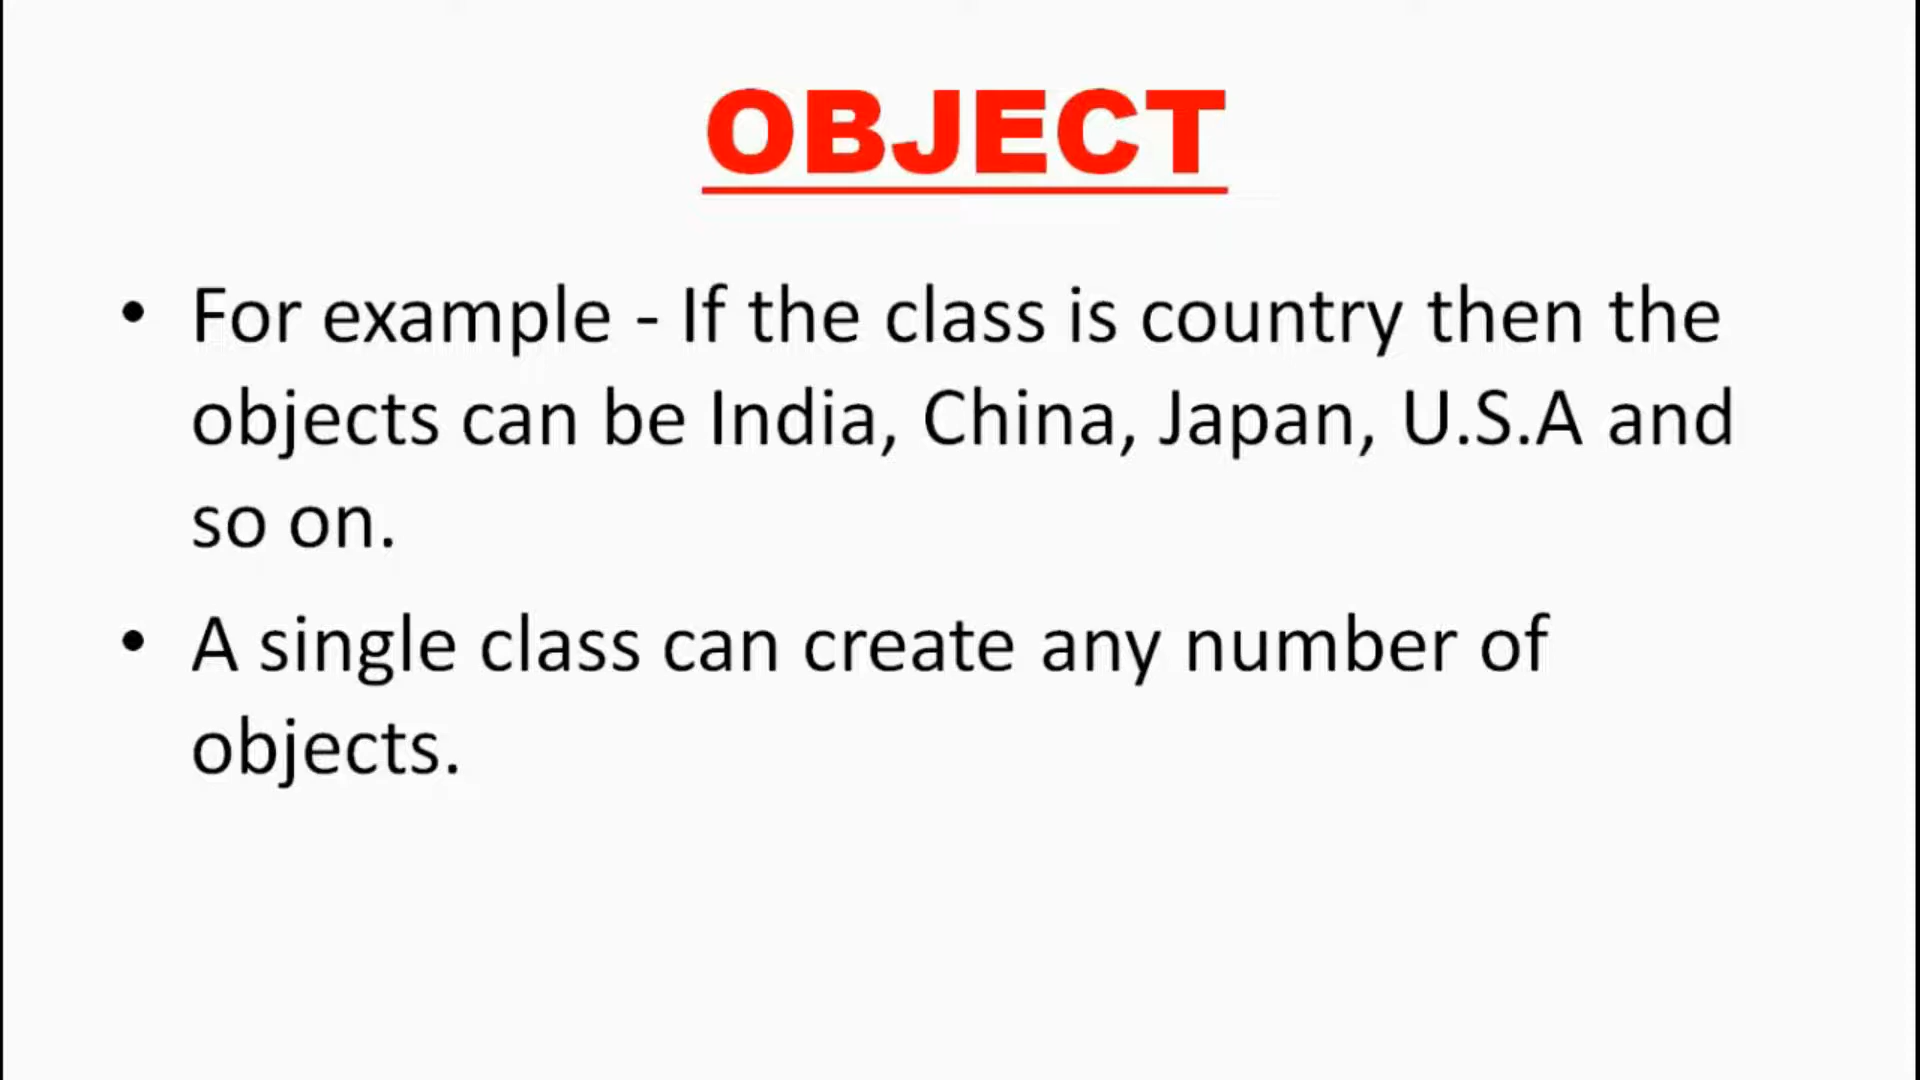 OBJECT
• For example - If the class is country then the
objects can be India, China, Japan, U.S.A and
so on.
• A single class can create any number of
objects.